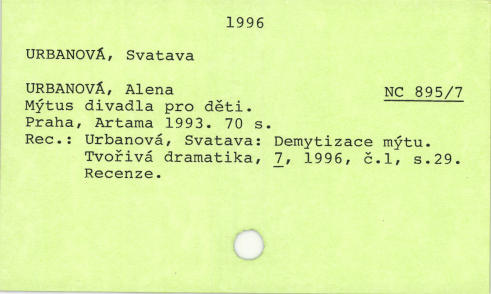 1996
URBANOVÁ, Svatava
URBANOVÁ, Alena NC 895/7
Mýtus divadla pro děti.
Praha, Artama 1993. 70 s.
Rec.: Urbanová, Svatava: Demytizace mýtu.
Tvořivá dramatika, 7, 1996, č.1, s.29.
Recenze.